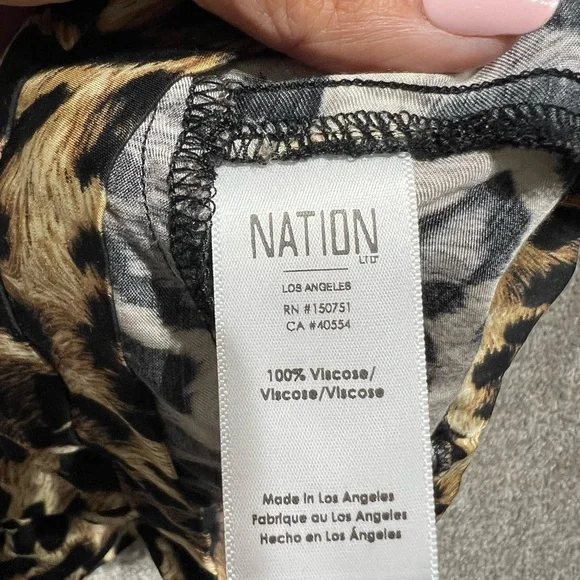 NATION
LTD
LOS ANGELES
RN #150751
CA #40554
100% Viscose/
Viscose/Viscose
Made in Los Angeles
Fabrique au Los Angeles
Hecho en Los Ángeles